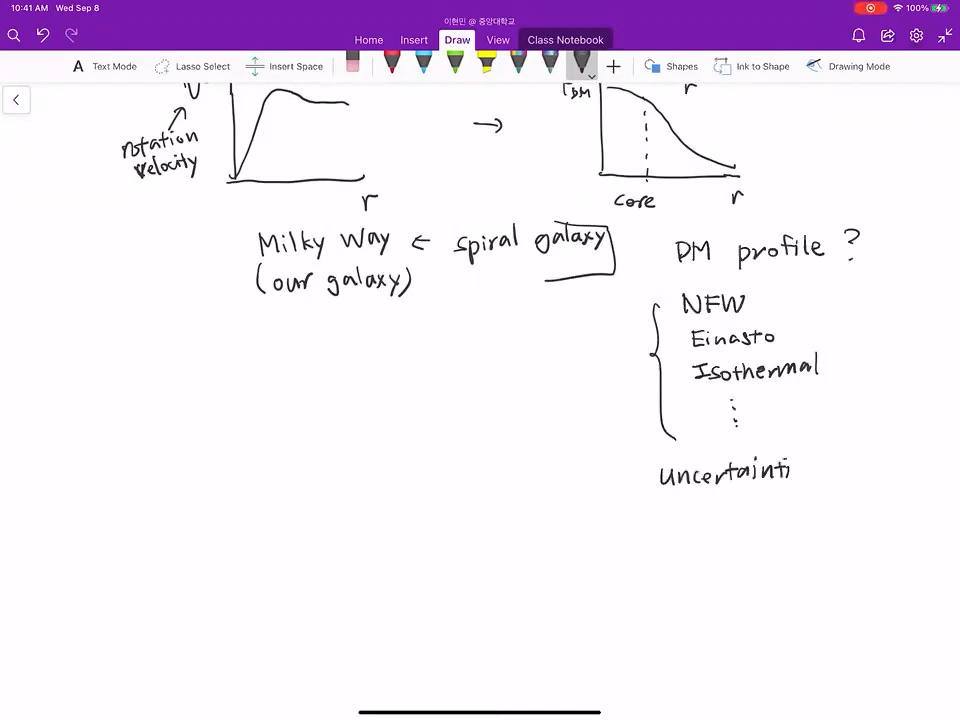 10:41 AM Wed Sep 8
100%
이현민 @ 중앙대학교
Home Insert Draw View Class Notebook
A Text Mode Lasso Select Insert Space Shapes Ink to Shape Drawing Mode
rotation
velocity
r
DM
r
core
r
Milky Way ← spiral galaxy
(our galaxy)
DM profile ?
NFW
Einasto
Isothermal
⋮
uncertainti